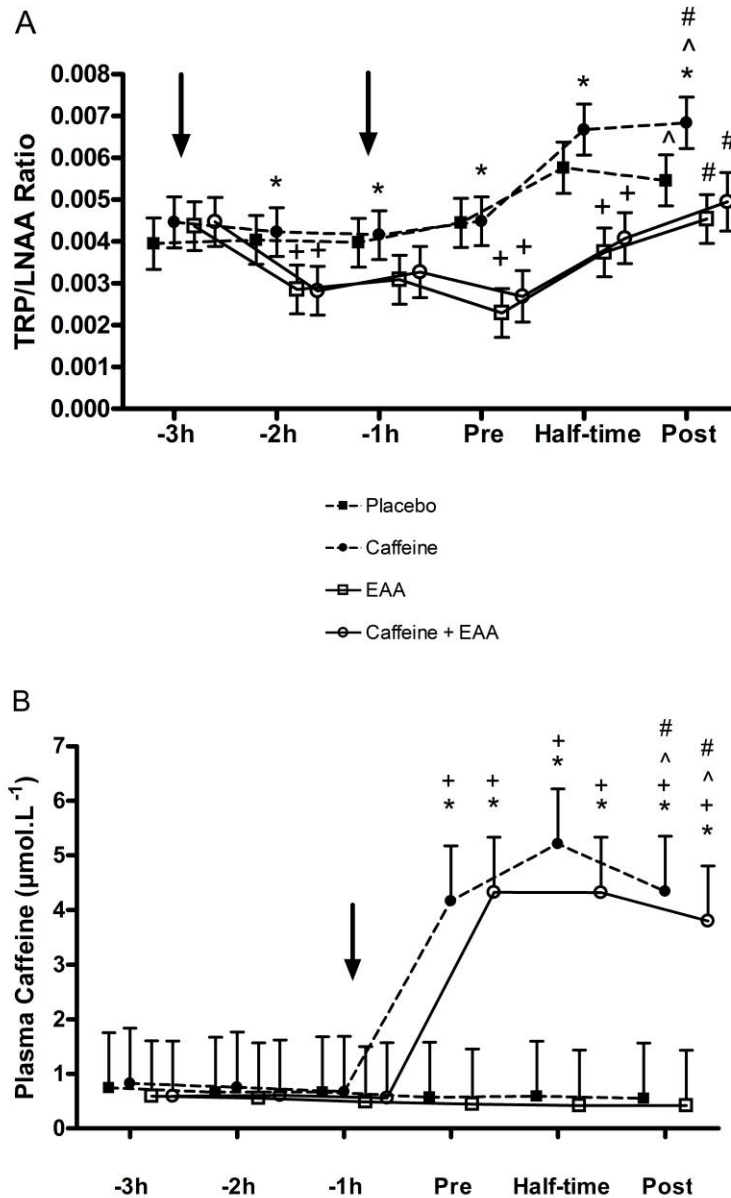 A
#
^
* *
0.008
0.007
0.006
0.005
0.004
0.003
0.002
0.001
0.000
TRP/LNAA Ratio
* * *
^
# #
+ + + + + +
-3h -2h -1h Pre Half-time Post
Placebo
Caffeine
EAA
Caffeine + EAA
B
7
6
5
4
3
2
1
0
Plasma Caffeine (µmol.L⁻¹)
+ + + + # ^ + * # ^ + *
* * * *
-3h -2h -1h Pre Half-time Post